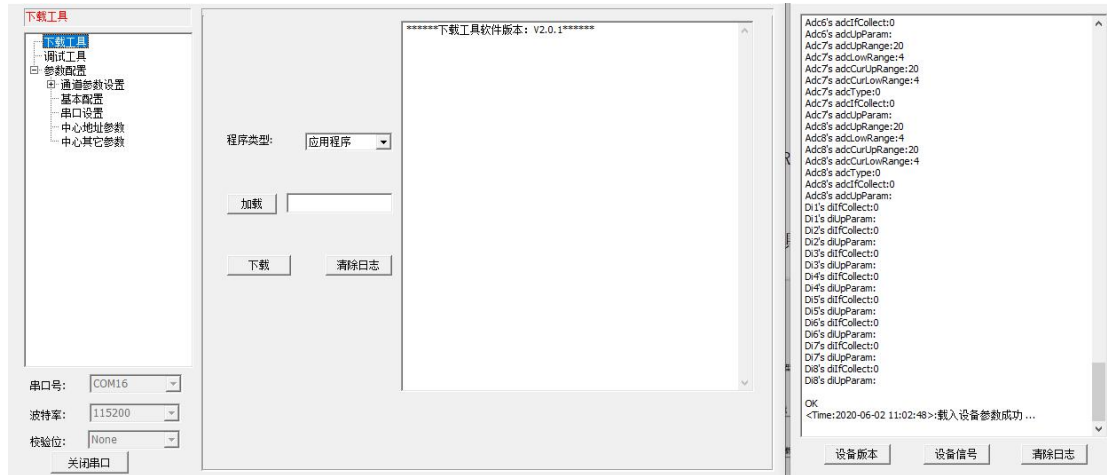 下载工具
下载工具
调试工具
参数配置
通道参数设置
基本配置
串口设置
中心地址参数
中心其它参数
串口号:
COM16
波特率:
115200
校验位:
None
关闭串口
程序类型:
应用程序
加载
下载
清除日志
******下载工具软件版本: V2.0.1******
Adc6's adcIfCollect:0
Adc6's adcUpParam:
Adc7's adcUpRange:20
Adc7's adcLowRange:4
Adc7's adcCurUpRange:20
Adc7's adcCurLowRange:4
Adc7's adcType:0
Adc7's adcIfCollect:0
Adc7's adcUpParam:
Adc8's adcUpRange:20
Adc8's adcLowRange:4
Adc8's adcCurUpRange:20
Adc8's adcCurLowRange:4
Adc8's adcType:0
Adc8's adcIfCollect:0
Adc8's adcUpParam:
Di1's diIfCollect:0
Di1's diUpParam:
Di2's diIfCollect:0
Di2's diUpParam:
Di3's diIfCollect:0
Di3's diUpParam:
Di4's diIfCollect:0
Di4's diUpParam:
Di5's diIfCollect:0
Di5's diUpParam:
Di6's diIfCollect:0
Di6's diUpParam:
Di7's diIfCollect:0
Di7's diUpParam:
Di8's diIfCollect:0
Di8's diUpParam:
OK
<Time:2020-06-02 11:02:48>:载入设备参数成功 ...
设备版本
设备信号
清除日志